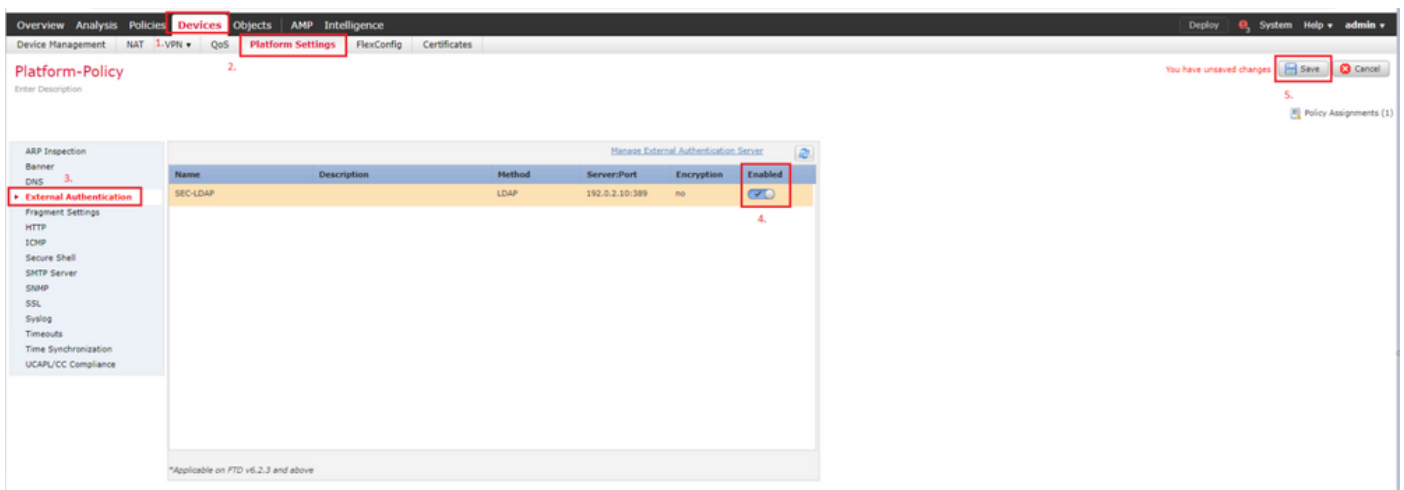 Overview Analysis Policies Devices Objects AMP Intelligence Deploy System Help admin
Device Management NAT 1. VPN QoS Platform Settings FlexConfig Certificates
2.
Platform-Policy
Enter Description
You have unsaved changes Save Cancel
5.
Policy Assignments (1)
Manage External Authentication Server
Name Description Method Server:Port Encryption Enabled
SEC-LDAP LDAP 192.0.2.10:389 no
4.
ARP Inspection
Banner
DNS
3.
External Authentication
Fragment Settings
HTTP
ICMP
Secure Shell
SMTP Server
SNMP
SSL
Syslog
Timeouts
Time Synchronization
UCAPL/CC Compliance
*Applicable on FTD v6.2.3 and above